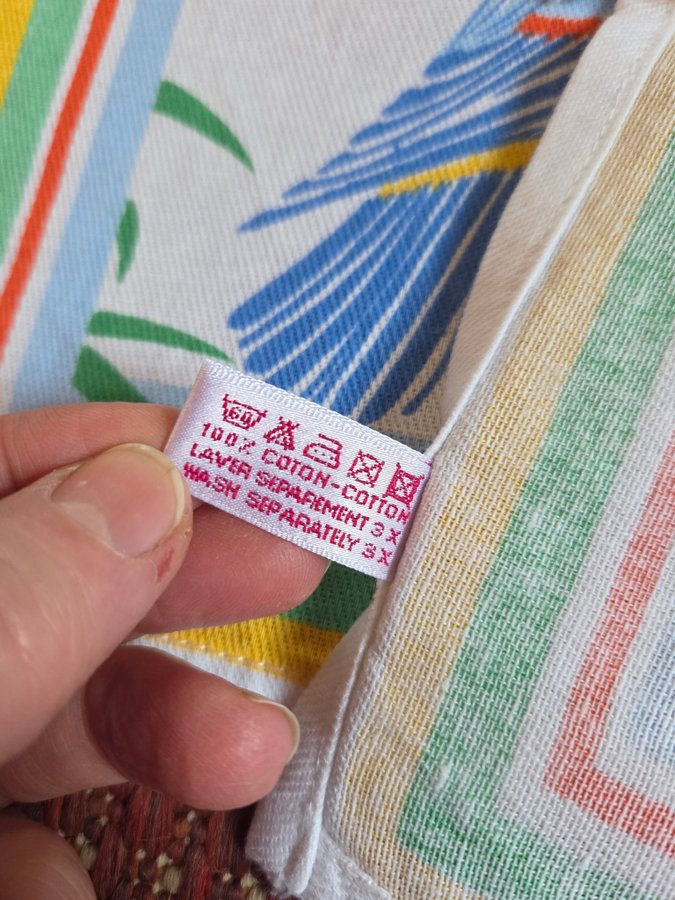 60
100% COTON-COTTON
LAVER SEPAREMENT 3 X
WASH SEPARATELY 3 X